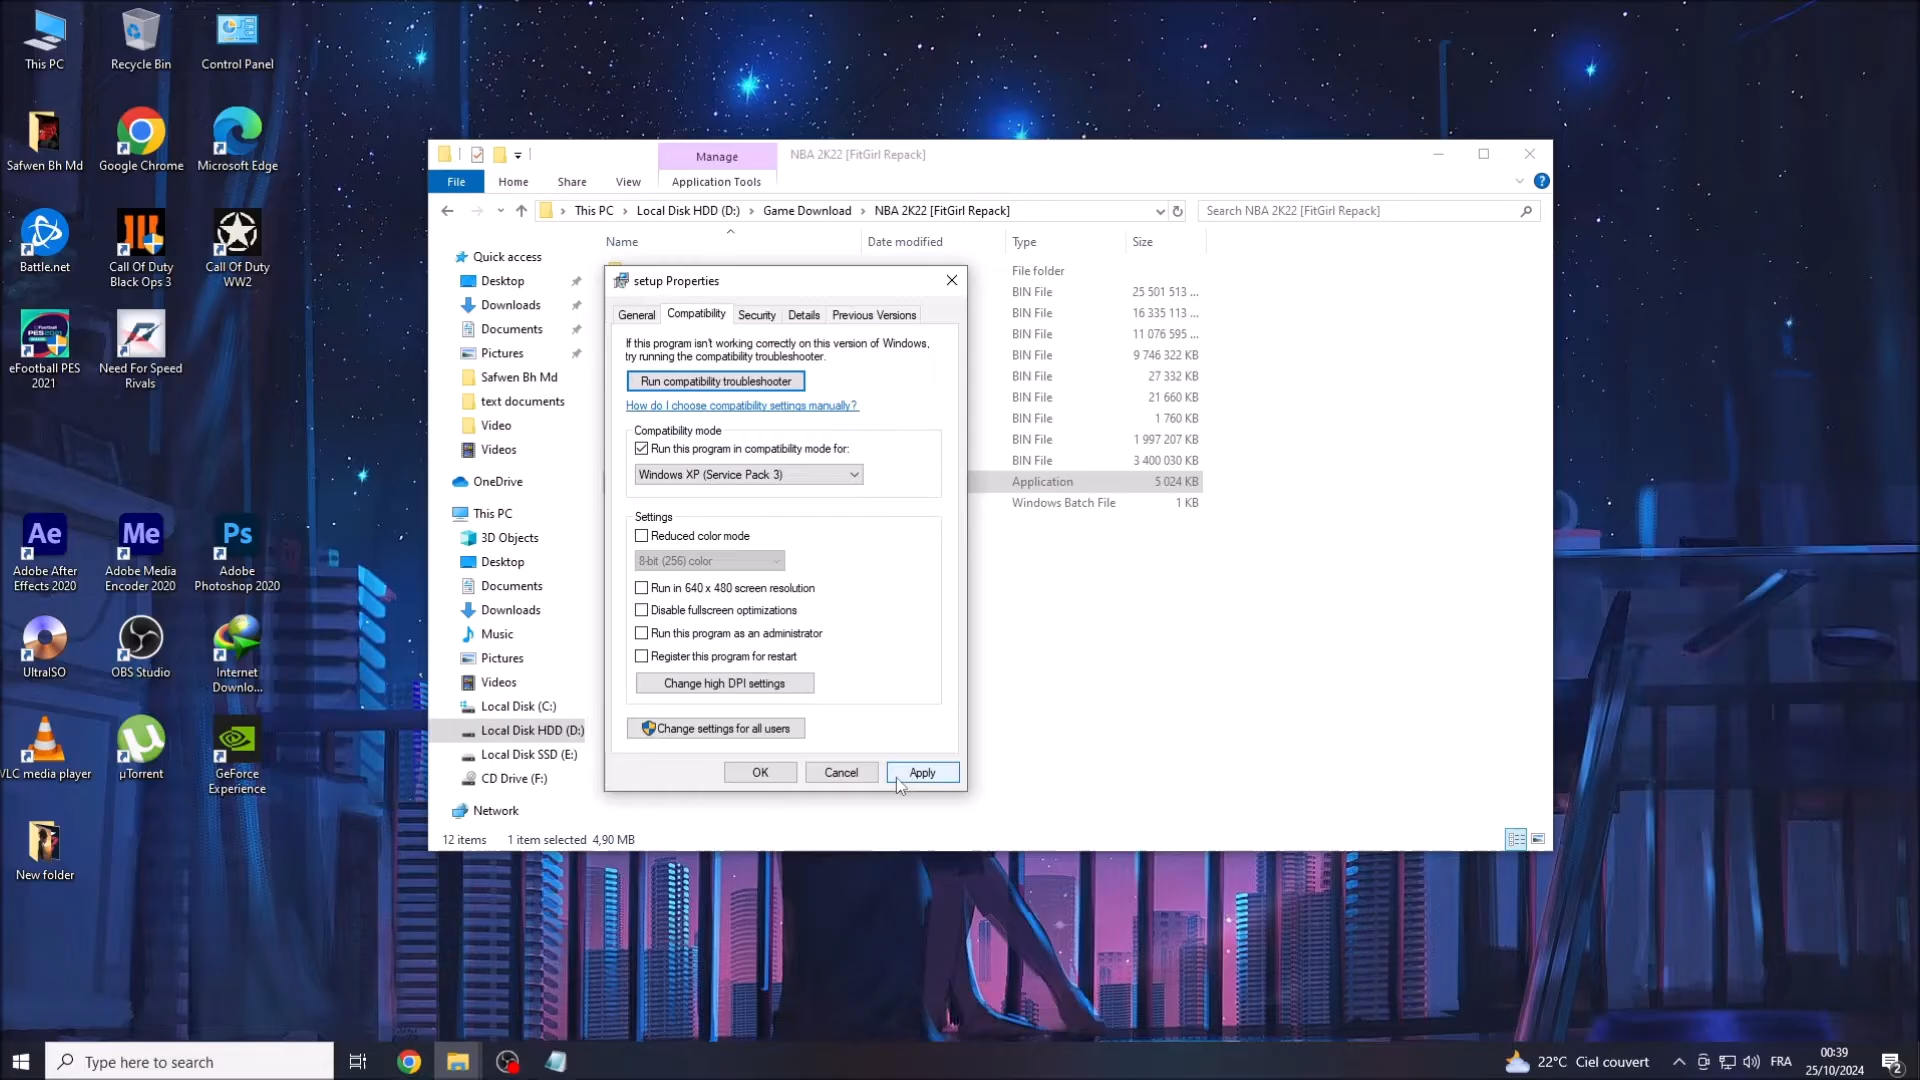 This PC
Recycle Bin
Control Panel
Safwen Bh Md
Google Chrome
Microsoft Edge
Battle.net
Call Of Duty
Black Ops 3
Call Of Duty
WW2
eFootball PES
2021
Need For Speed
Rivals
Ae
Adobe After
Effects 2020
Me
Adobe Media
Encoder 2020
Ps
Adobe
Photoshop 2020
UltraISO
OBS Studio
Internet
Downlo...
VLC media player
µTorrent
GeForce
Experience
New folder
Manage
NBA 2K22 [FitGirl Repack]
File
Home
Share
View
Application Tools
This PC
Local Disk HDD (D:)
Game Download
NBA 2K22 [FitGirl Repack]
Search NBA 2K22 [FitGirl Repack]
Name
Date modified
Type
Size
Quick access
Desktop
Downloads
Documents
Pictures
Safwen Bh Md
text documents
Video
Videos
OneDrive
This PC
3D Objects
Desktop
Documents
Downloads
Music
Pictures
Videos
Local Disk (C:)
Local Disk HDD (D:)
Local Disk SSD (E:)
CD Drive (F:)
Network
File folder
BIN File 25 501 513 ...
BIN File 16 335 113 ...
BIN File 11 076 595 ...
BIN File 9 746 322 KB
BIN File 27 332 KB
BIN File 21 660 KB
BIN File 1 760 KB
BIN File 1 997 207 KB
BIN File 3 400 030 KB
Application 5 024 KB
Windows Batch File 1 KB
12 items 1 item selected 4,90 MB
setup Properties
General
Compatibility
Security
Details
Previous Versions
If this program isn't working correctly on this version of Windows,
try running the compatibility troubleshooter.
Run compatibility troubleshooter
How do I choose compatibility settings manually?
Compatibility mode
Run this program in compatibility mode for:
Windows XP (Service Pack 3)
Settings
Reduced color mode
8-bit (256) color
Run in 640 x 480 screen resolution
Disable fullscreen optimizations
Run this program as an administrator
Register this program for restart
Change high DPI settings
Change settings for all users
OK
Cancel
Apply
Type here to search
22°C Ciel couvert
FRA
00:39
25/10/2024
2